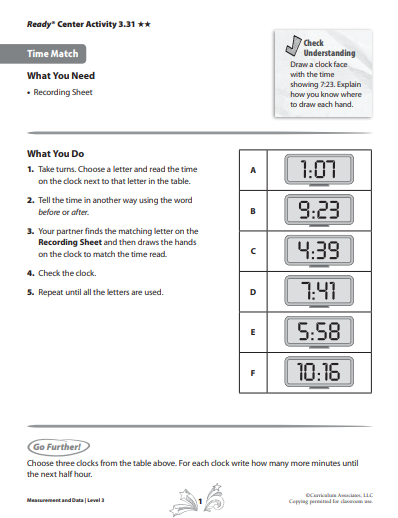 Ready® Center Activity 3.31 ★★
Time Match
What You Need
• Recording Sheet
Check
Understanding
Draw a clock face
with the time
showing 7:23. Explain
how you know where
to draw each hand.
What You Do
1. Take turns. Choose a letter and read the time
on the clock next to that letter in the table.
2. Tell the time in another way using the word
before or after.
3. Your partner finds the matching letter on the
Recording Sheet and then draws the hands
on the clock to match the time read.
4. Check the clock.
5. Repeat until all the letters are used.
A 1:07
B 9:23
C 4:39
D 7:41
E 5:58
F 10:16
Go Further!
Choose three clocks from the table above. For each clock write how many more minutes until
the next half hour.
Measurement and Data | Level 3
1
©Curriculum Associates, LLC
Copying permitted for classroom use.